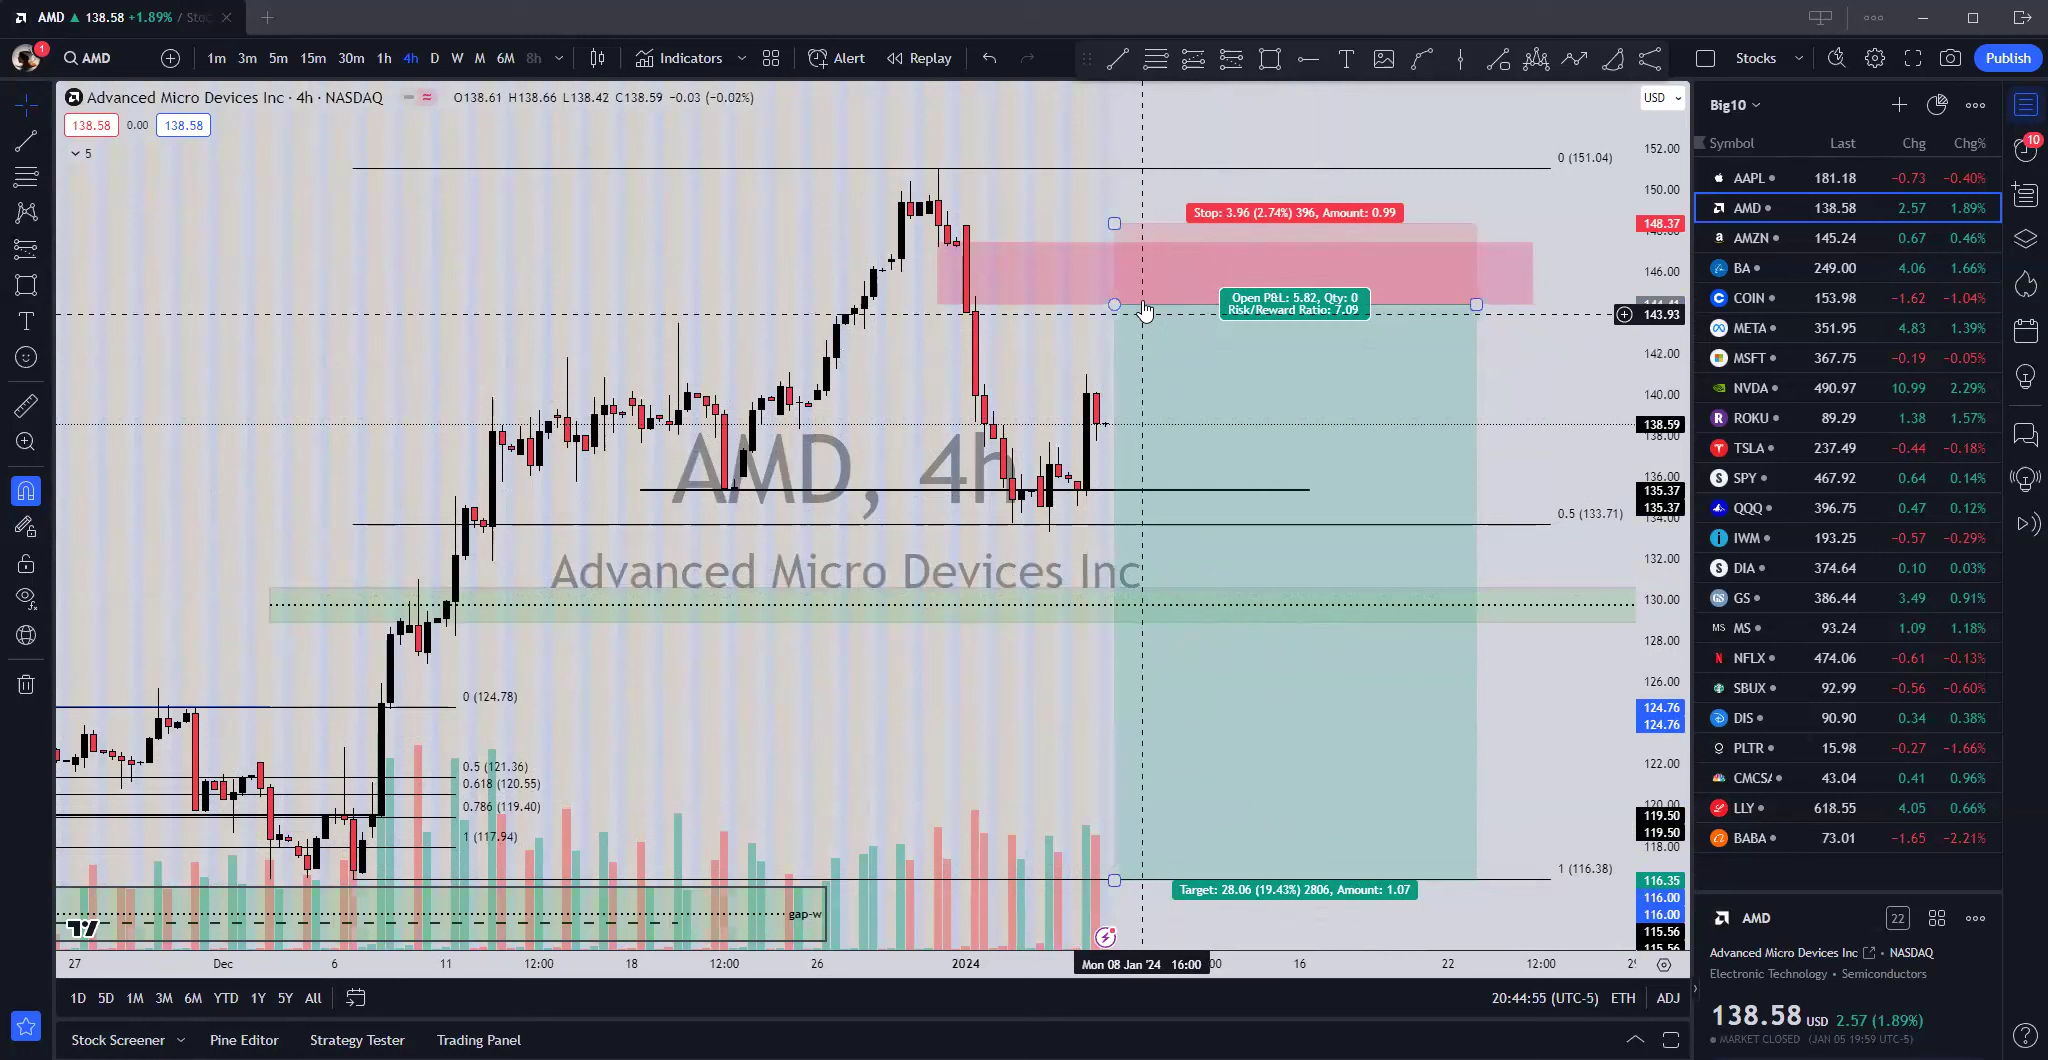 AMD ▲ 138.58 +1.89% / Stoc
1 AMD 1m 3m 5m 15m 30m 1h 4h D W M 6M 8h Indicators Alert Replay Stocks Publish
Advanced Micro Devices Inc · 4h · NASDAQ O138.61 H138.66 L138.42 C138.59 −0.03 (−0.02%)
138.58 0.00 138.58
5
USD
152.00
150.00
148.37
146.00
143.93
142.00
140.00
138.59
138.00
136.00
135.37
135.37
134.00
132.00
130.00
128.00
126.00
124.76
124.76
122.00
120.00
119.50
119.50
118.00
116.35
116.00
116.00
115.56
115.56
0 (151.04)
Stop: 3.96 (2.74%) 396, Amount: 0.99
Open P&L: 5.82, Qty: 0
Risk/Reward Ratio: 7.09
AMD, 4h
Advanced Micro Devices Inc
0.5 (133.71)
0 (124.78)
0.5 (121.36)
0.618 (120.55)
0.786 (119.40)
1 (117.94)
1 (116.38)
Target: 28.06 (19.43%) 2806, Amount: 1.07
gap-w
27 Dec 6 11 12:00 18 12:00 26 2024 Mon 08 Jan '24 16:00 16 22 12:00
1D 5D 1M 3M 6M YTD 1Y 5Y All 20:44:55 (UTC-5) ETH ADJ
Stock Screener Pine Editor Strategy Tester Trading Panel
Big10
Symbol Last Chg Chg%
AAPL 181.18 −0.73 −0.40%
AMD 138.58 2.57 1.89%
AMZN 145.24 0.67 0.46%
BA 249.00 4.06 1.66%
COIN 153.98 −1.62 −1.04%
META 351.95 4.83 1.39%
MSFT 367.75 −0.19 −0.05%
NVDA 490.97 10.99 2.29%
ROKU 89.29 1.38 1.57%
TSLA 237.49 −0.44 −0.18%
SPY 467.92 0.64 0.14%
QQQ 396.75 0.47 0.12%
IWM 193.25 −0.57 −0.29%
DIA 374.64 0.10 0.03%
GS 386.44 3.49 0.91%
MS MS 93.24 1.09 1.18%
NFLX 474.06 −0.61 −0.13%
SBUX 92.99 −0.56 −0.60%
DIS 90.90 0.34 0.38%
PLTR 15.98 −0.27 −1.66%
CMCSA 43.04 0.41 0.96%
LLY 618.55 4.05 0.66%
BABA 73.01 −1.65 −2.21%
10
AMD 22
Advanced Micro Devices Inc · NASDAQ
Electronic Technology · Semiconductors
138.58 USD 2.57 (1.89%)
MARKET CLOSED (JAN 05 19:59 UTC-5)